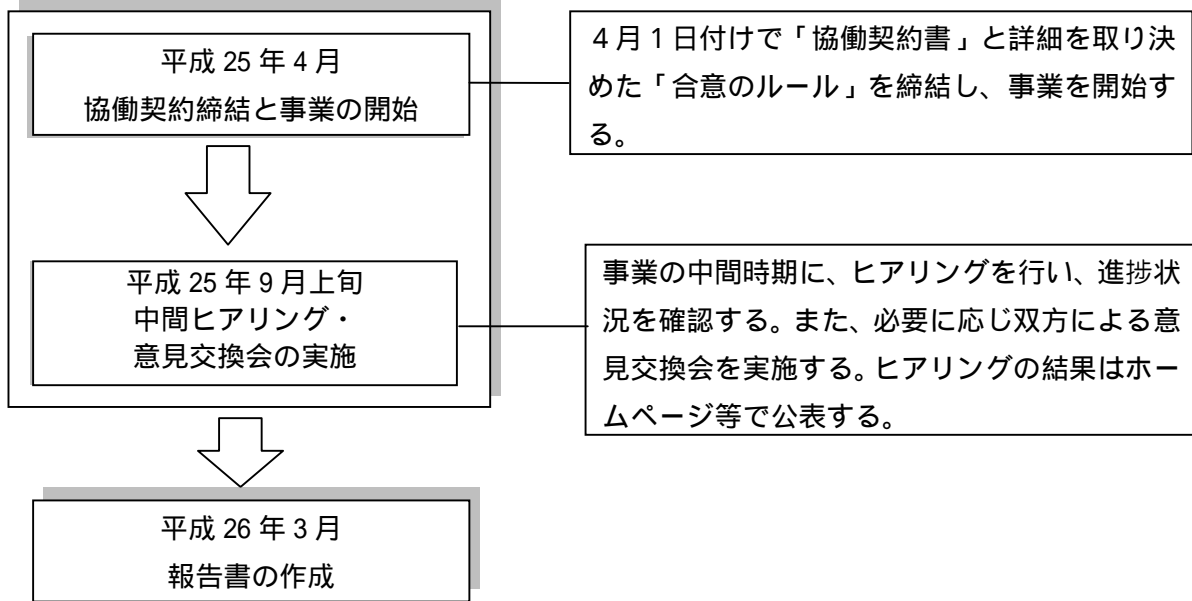 平成 25 年 4 月
協働契約締結と事業の開始
４月１日付けで「協働契約書」と詳細を取り決
めた「合意のルール」を締結し、事業を開始す
る。
平成 25 年 9 月上旬
中間ヒアリング・
意見交換会の実施
事業の中間時期に、ヒアリングを行い、進捗状
況を確認する。また、必要に応じ双方による意
見交換会を実施する。ヒアリングの結果はホー
ムページ等で公表する。
平成 26 年 3 月
報告書の作成